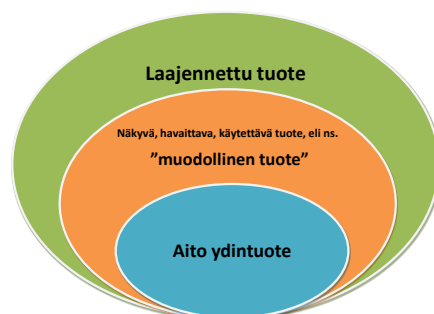 Laajennettu tuote
Näkyvä, havaittava, käytettävä tuote, eli ns.
”muodollinen tuote”
Aito ydintuote